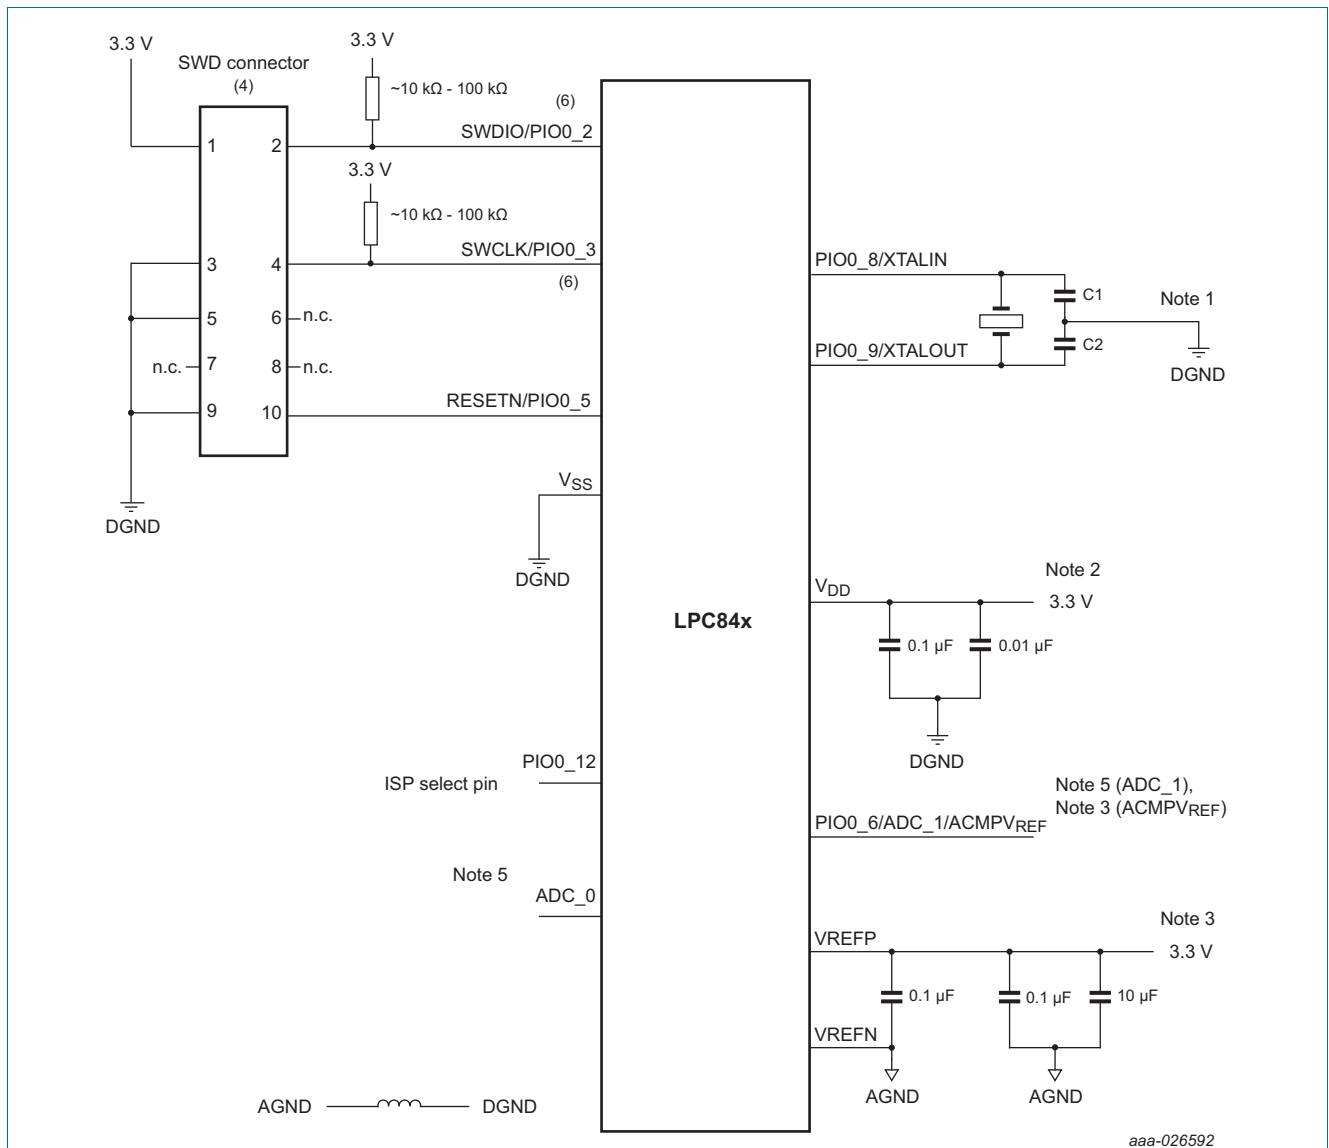 3.3 V
SWD connector
(4)
3.3 V
~10 kΩ - 100 kΩ
(6)
SWDIO/PIO0_2
1
2
3.3 V
~10 kΩ - 100 kΩ
SWCLK/PIO0_3
(6)
3
4
5
6
n.c.
n.c.
7
8
n.c.
9
10
RESETN/PIO0_5
DGND
VSS
DGND
LPC84x
PIO0_8/XTALIN
C1
Note 1
C2
PIO0_9/XTALOUT
DGND
Note 2
VDD
3.3 V
0.1 µF
0.01 µF
DGND
PIO0_12
ISP select pin
Note 5 (ADC_1),
Note 3 (ACMPVREF)
PIO0_6/ADC_1/ACMPVREF
Note 5
ADC_0
Note 3
VREFP
3.3 V
0.1 µF
0.1 µF
10 µF
VREFN
AGND
AGND
AGND
DGND
aaa-026592